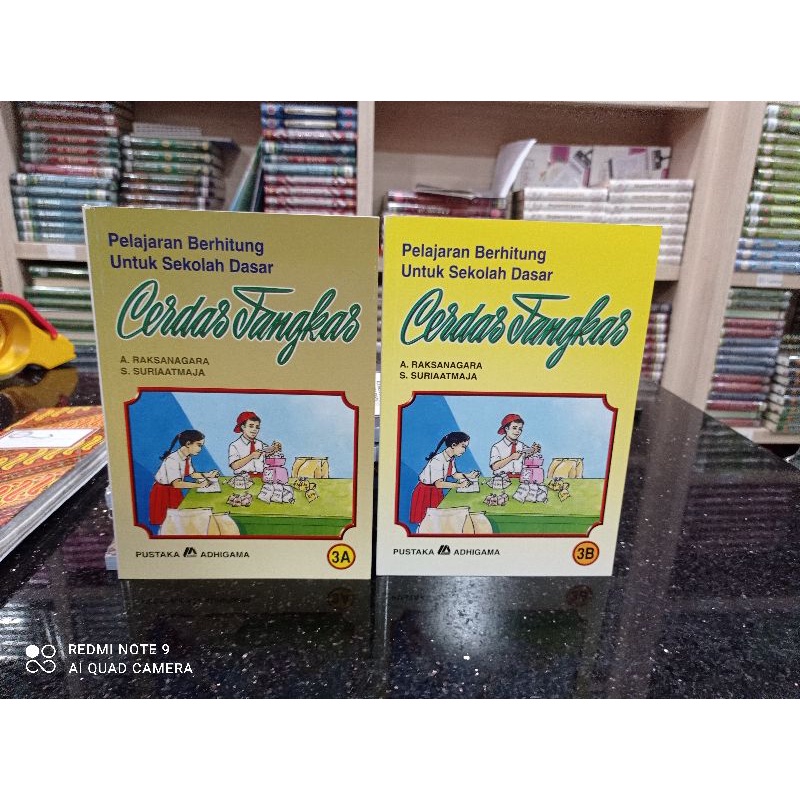 Pelajaran Berhitung
Untuk Sekolah Dasar
Cerdas Tangkas
A. RAKSANAGARA
S. SURIAATMAJA
PUSTAKA ADHIGAMA
3A
Pelajaran Berhitung
Untuk Sekolah Dasar
Cerdas Tangkas
A. RAKSANAGARA
S. SURIAATMAJA
PUSTAKA ADHIGAMA
3B
REDMI NOTE 9
AI QUAD CAMERA